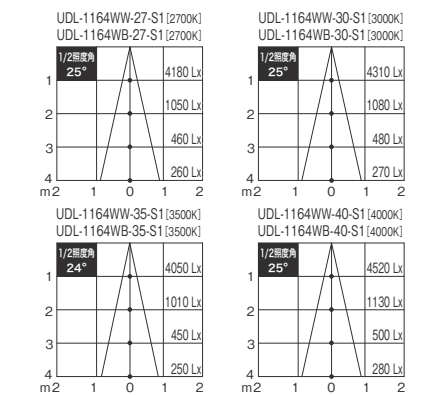 UDL-1164WW-27-S1[2700K]
UDL-1164WB-27-S1[2700K]
1/2照度角
25°
1
4180 Lx
2
1050 Lx
3
460 Lx
4
260 Lx
m2 1 0 1 2
UDL-1164WW-30-S1[3000K]
UDL-1164WB-30-S1[3000K]
1/2照度角
25°
1
4310 Lx
2
1080 Lx
3
480 Lx
4
270 Lx
m2 1 0 1 2
UDL-1164WW-35-S1[3500K]
UDL-1164WB-35-S1[3500K]
1/2照度角
24°
1
4050 Lx
2
1010 Lx
3
450 Lx
4
250 Lx
m2 1 0 1 2
UDL-1164WW-40-S1[4000K]
UDL-1164WB-40-S1[4000K]
1/2照度角
25°
1
4520 Lx
2
1130 Lx
3
500 Lx
4
280 Lx
m2 1 0 1 2